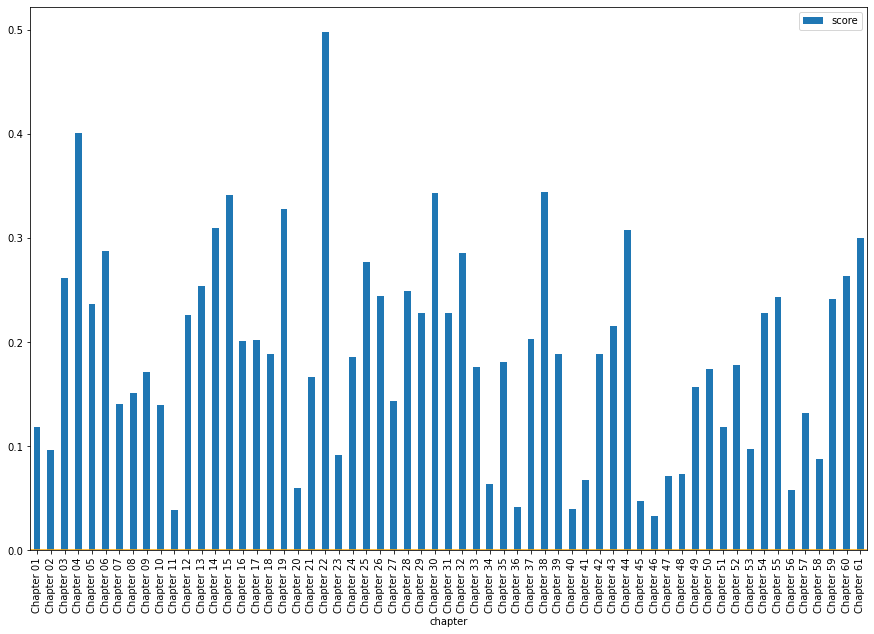 score
0.5
0.4
0.3
0.2
0.1
0.0
Chapter 01
Chapter 02
Chapter 03
Chapter 04
Chapter 05
Chapter 06
Chapter 07
Chapter 08
Chapter 09
Chapter 10
Chapter 11
Chapter 12
Chapter 13
Chapter 14
Chapter 15
Chapter 16
Chapter 17
Chapter 18
Chapter 19
Chapter 20
Chapter 21
Chapter 22
Chapter 23
Chapter 24
Chapter 25
Chapter 26
Chapter 27
Chapter 28
Chapter 29
Chapter 30
Chapter 31
Chapter 32
Chapter 33
Chapter 34
Chapter 35
Chapter 36
Chapter 37
Chapter 38
Chapter 39
Chapter 40
Chapter 41
Chapter 42
Chapter 43
Chapter 44
Chapter 45
Chapter 46
Chapter 47
Chapter 48
Chapter 49
Chapter 50
Chapter 51
Chapter 52
Chapter 53
Chapter 54
Chapter 55
Chapter 56
Chapter 57
Chapter 58
Chapter 59
Chapter 60
Chapter 61
chapter